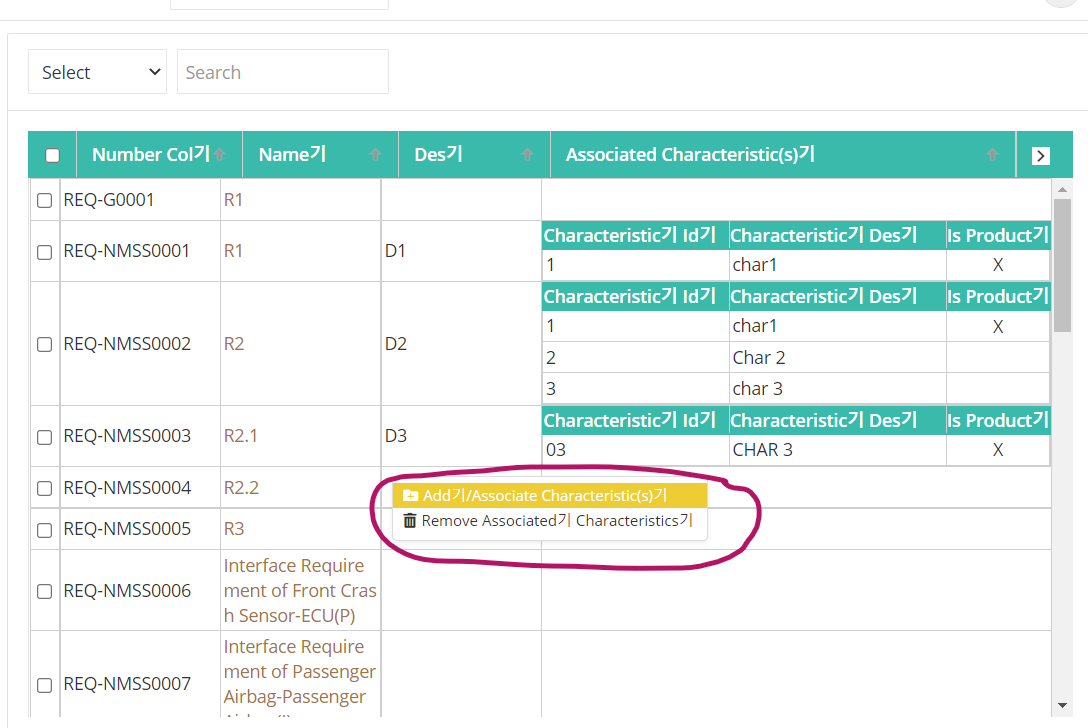 Select Search
Number Col기 Name기 Des기 Associated Characteristic(s)기
REQ-G0001 R1
REQ-NMSS0001 R1 D1
Characteristic기 Id기 Characteristic기 Des기 Is Product기
1 char1 X
REQ-NMSS0002 R2 D2
Characteristic기 Id기 Characteristic기 Des기 Is Product기
1 char1 X
2 Char 2
3 char 3
REQ-NMSS0003 R2.1 D3
Characteristic기 Id기 Characteristic기 Des기 Is Product기
03 CHAR 3 X
REQ-NMSS0004 R2.2
Add기/Associate Characteristic(s)기
Remove Associated기 Characteristics기
REQ-NMSS0005 R3
REQ-NMSS0006
Interface Require
ment of Front Cras
h Sensor-ECU(P)
REQ-NMSS0007
Interface Require
ment of Passenger
Airbag-Passenger